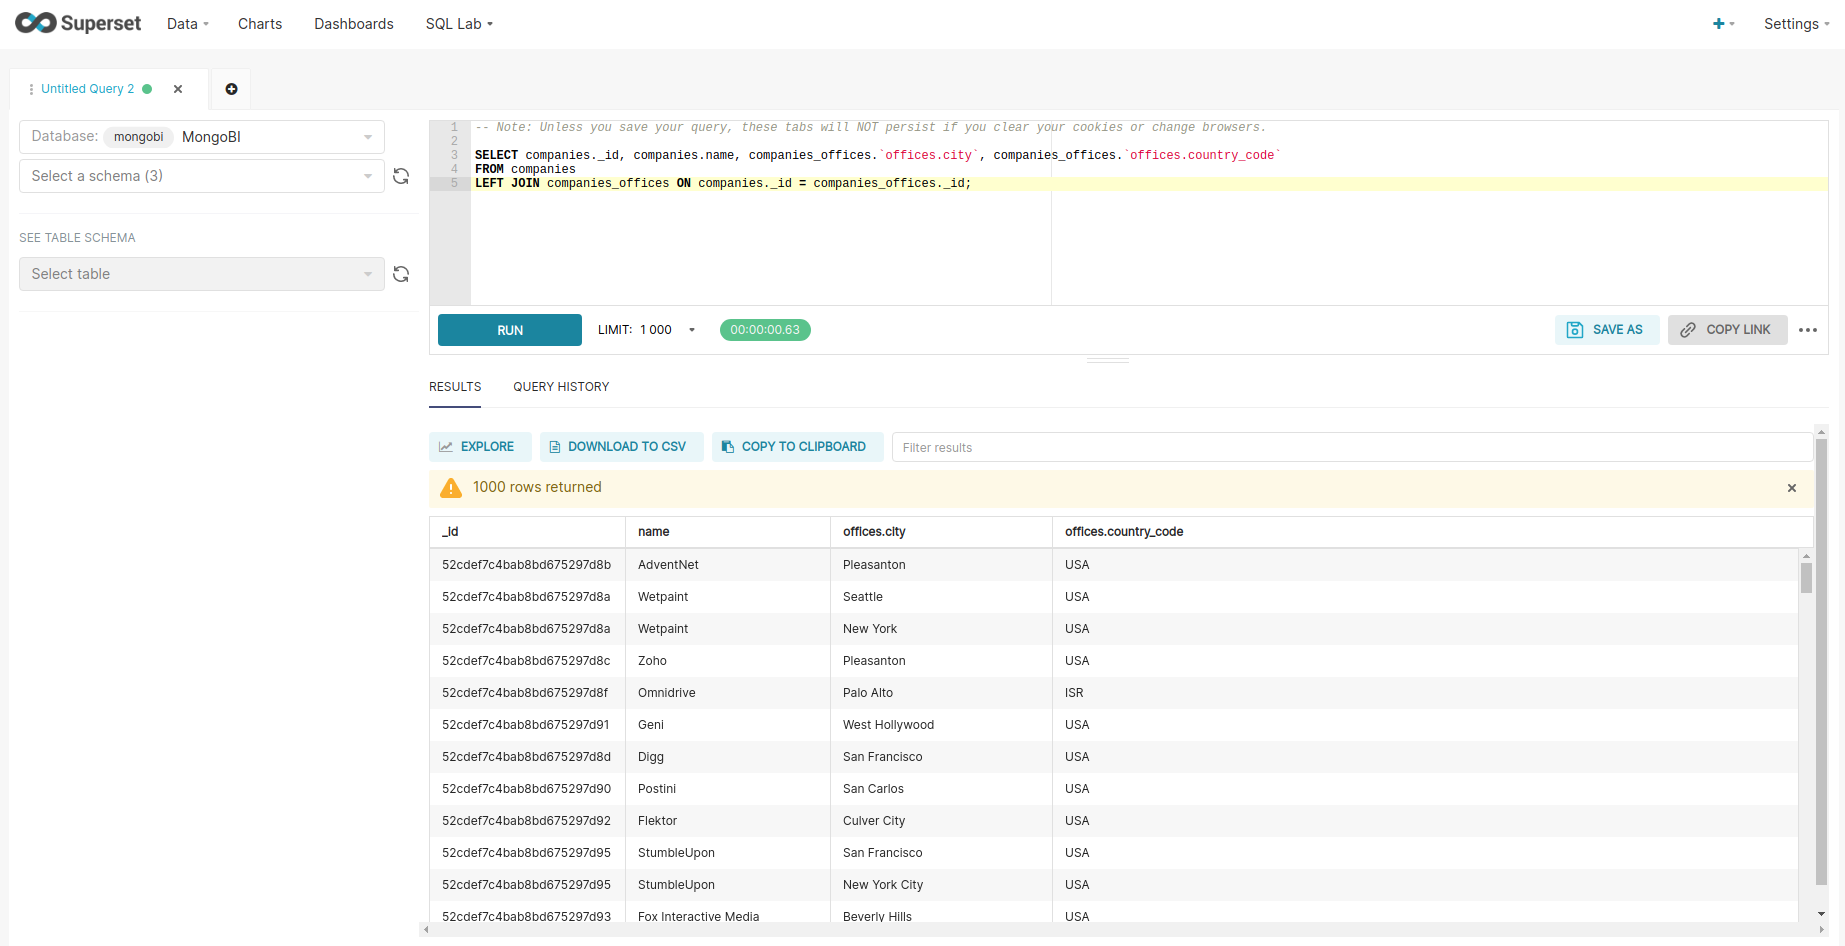 Superset Data Charts Dashboards SQL Lab Settings
Untitled Query 2
Database: mongobi MongoBI
Select a schema (3)
SEE TABLE SCHEMA
Select table
1 -- Note: Unless you save your query, these tabs will NOT persist if you clear your cookies or change browsers.
2
3 SELECT companies._id, companies.name, companies_offices.`offices.city`, companies_offices.`offices.country_code`
4 FROM companies
5 LEFT JOIN companies_offices ON companies._id = companies_offices._id;
RUN LIMIT: 1 000 00:00:00.63 SAVE AS COPY LINK
RESULTS QUERY HISTORY
EXPLORE DOWNLOAD TO CSV COPY TO CLIPBOARD Filter results
1000 rows returned
_id name offices.city offices.country_code
52cdef7c4bab8bd675297d8b AdventNet Pleasanton USA
52cdef7c4bab8bd675297d8a Wetpaint Seattle USA
52cdef7c4bab8bd675297d8a Wetpaint New York USA
52cdef7c4bab8bd675297d8c Zoho Pleasanton USA
52cdef7c4bab8bd675297d8f Omnidrive Palo Alto ISR
52cdef7c4bab8bd675297d91 Geni West Hollywood USA
52cdef7c4bab8bd675297d8d Digg San Francisco USA
52cdef7c4bab8bd675297d90 Postini San Carlos USA
52cdef7c4bab8bd675297d92 Flektor Culver City USA
52cdef7c4bab8bd675297d95 StumbleUpon San Francisco USA
52cdef7c4bab8bd675297d95 StumbleUpon New York City USA
52cdef7c4bab8bd675297d93 Fox Interactive Media Beverly Hills USA